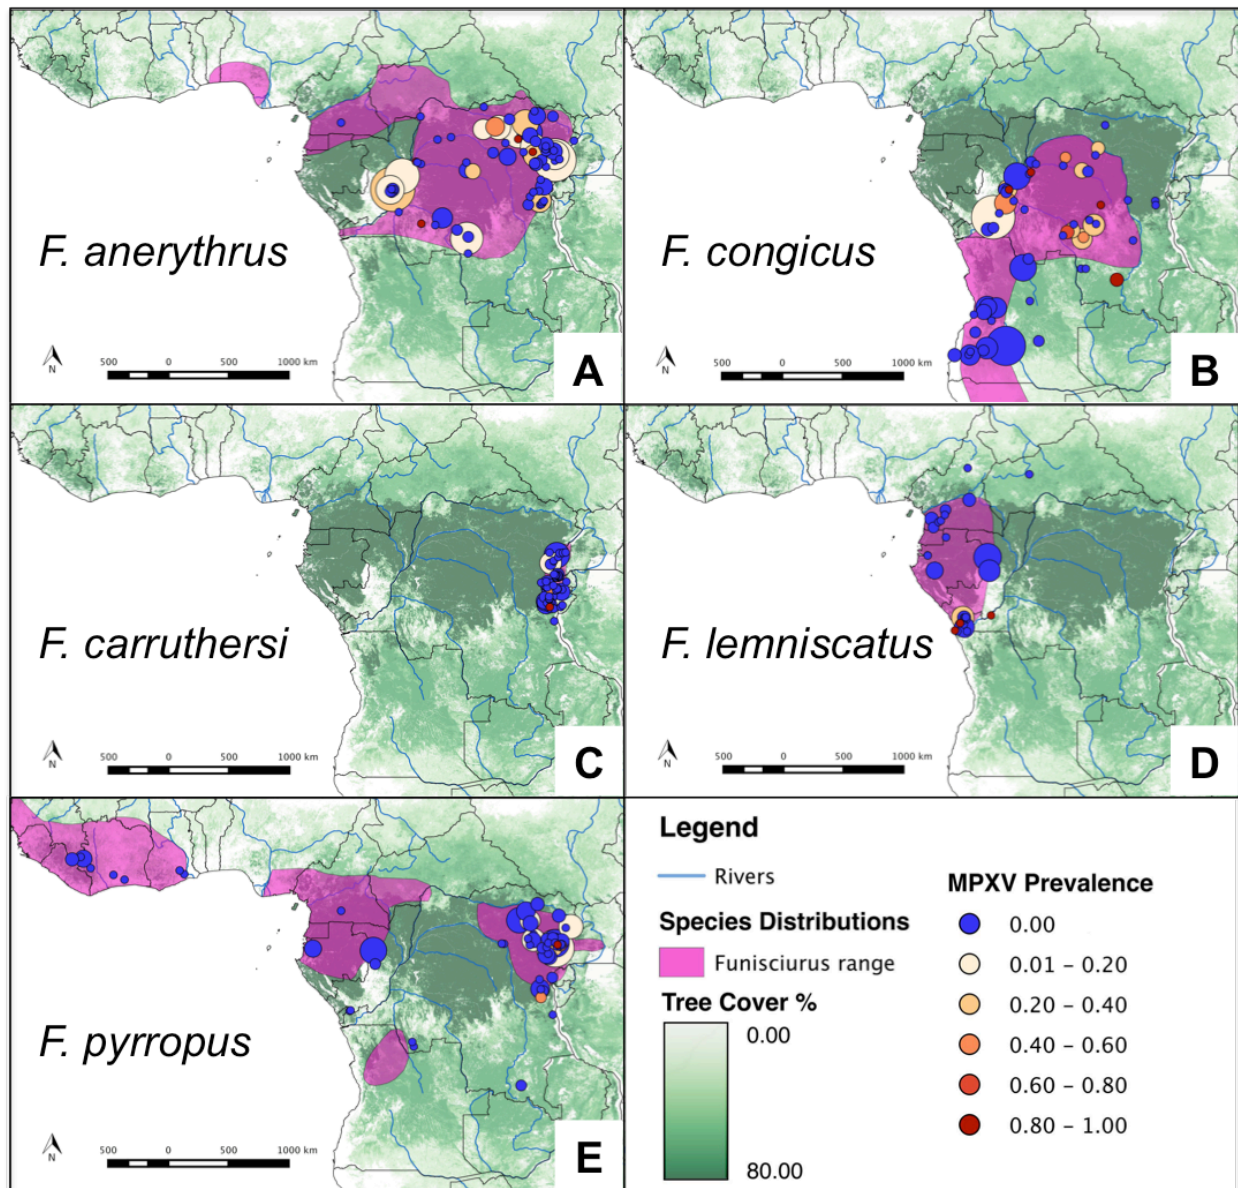 F. anerythrus
N
500 0 500 1000 km
A
F. congicus
N
500 0 500 1000 km
B
F. carruthersi
N
500 0 500 1000 km
C
F. lemniscatus
N
500 0 500 1000 km
D
F. pyrropus
N
500 0 500 1000 km
E
Legend
Rivers
Species Distributions
Funisciurus range
Tree Cover %
0.00
80.00
MPXV Prevalence
0.00
0.01 – 0.20
0.20 – 0.40
0.40 – 0.60
0.60 – 0.80
0.80 – 1.00